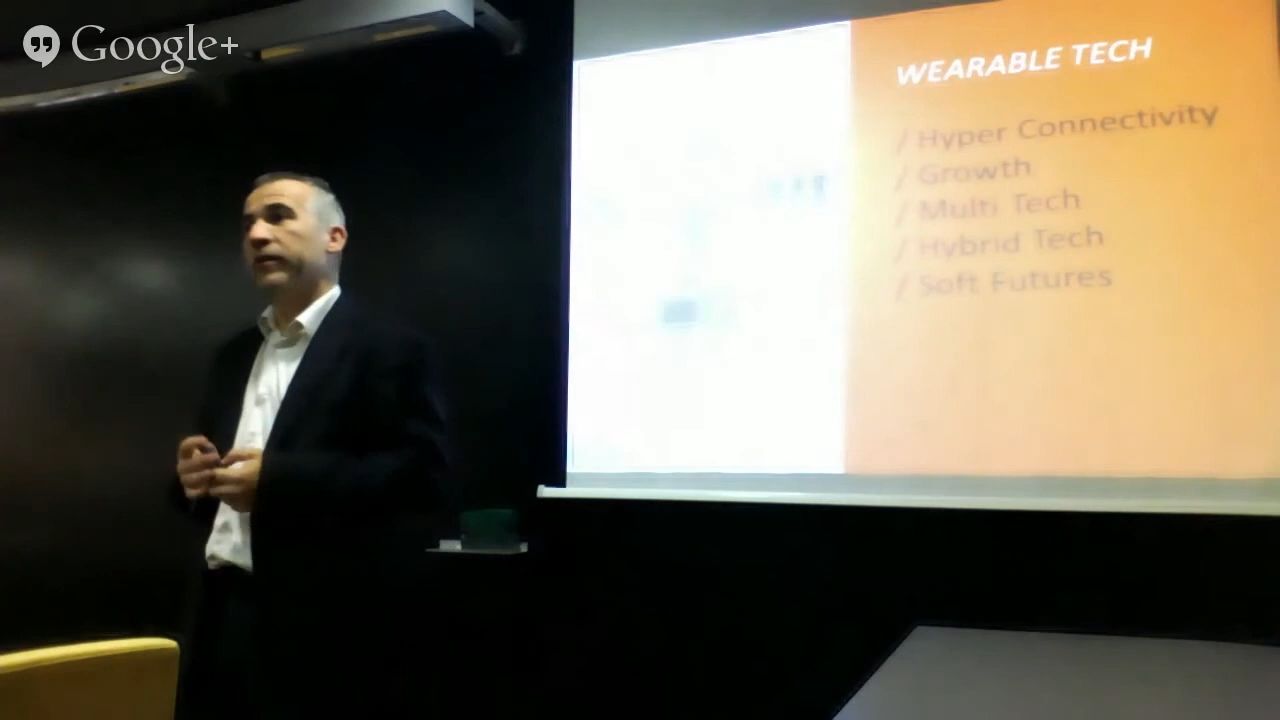 Google+
WEARABLE TECH
/ Hyper Connectivity
/ Growth
/ Multi Tech
/ Hybrid Tech
/ Soft Futures